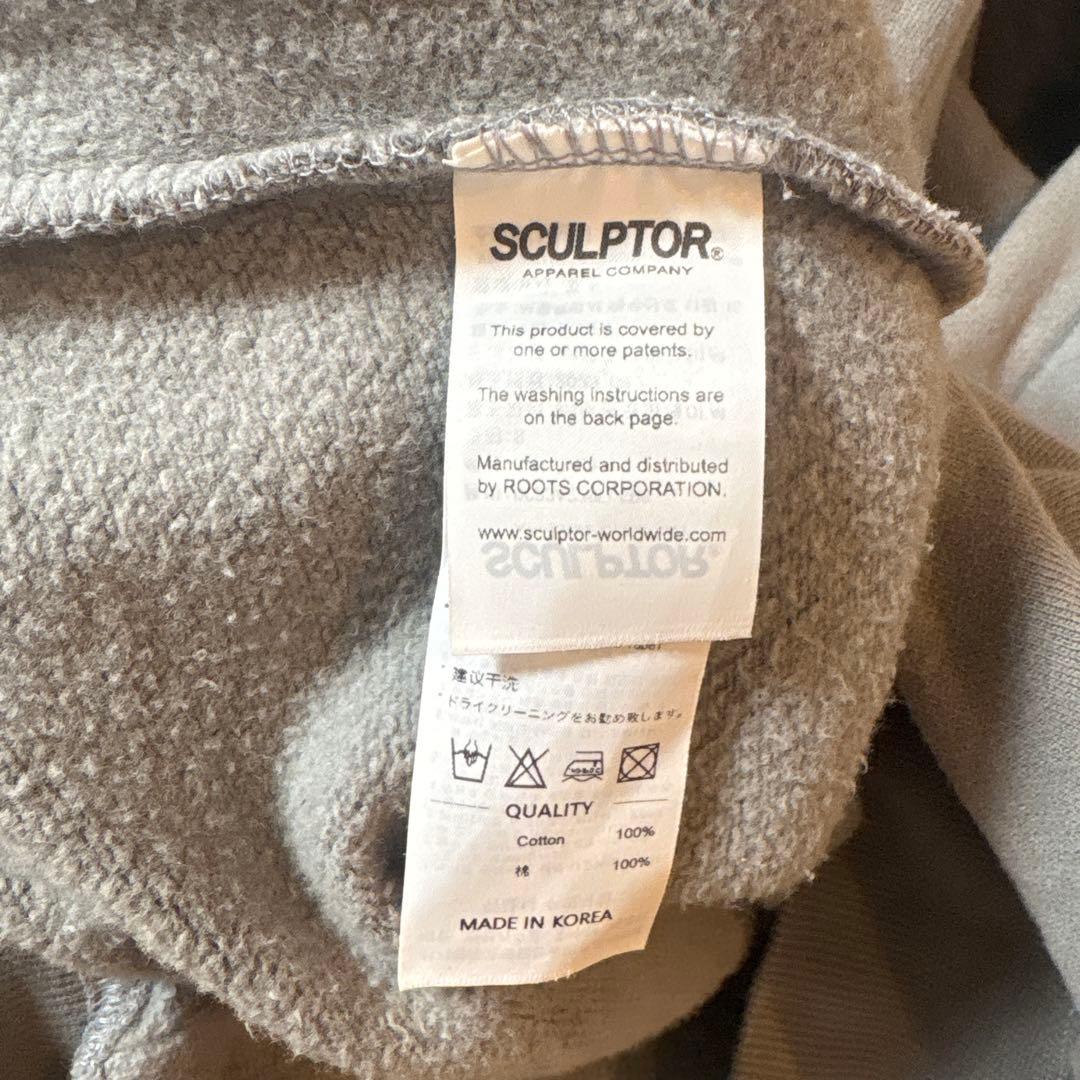 SCULPTOR®
APPAREL COMPANY
This product is covered by
one or more patents.
The washing instructions are
on the back page.
Manufactured and distributed
by ROOTS CORPORATION.
www.sculptor-worldwide.com
建议干洗
ドライクリーニングをお勧め致します。
QUALITY
Cotton 100%
棉 100%
MADE IN KOREA